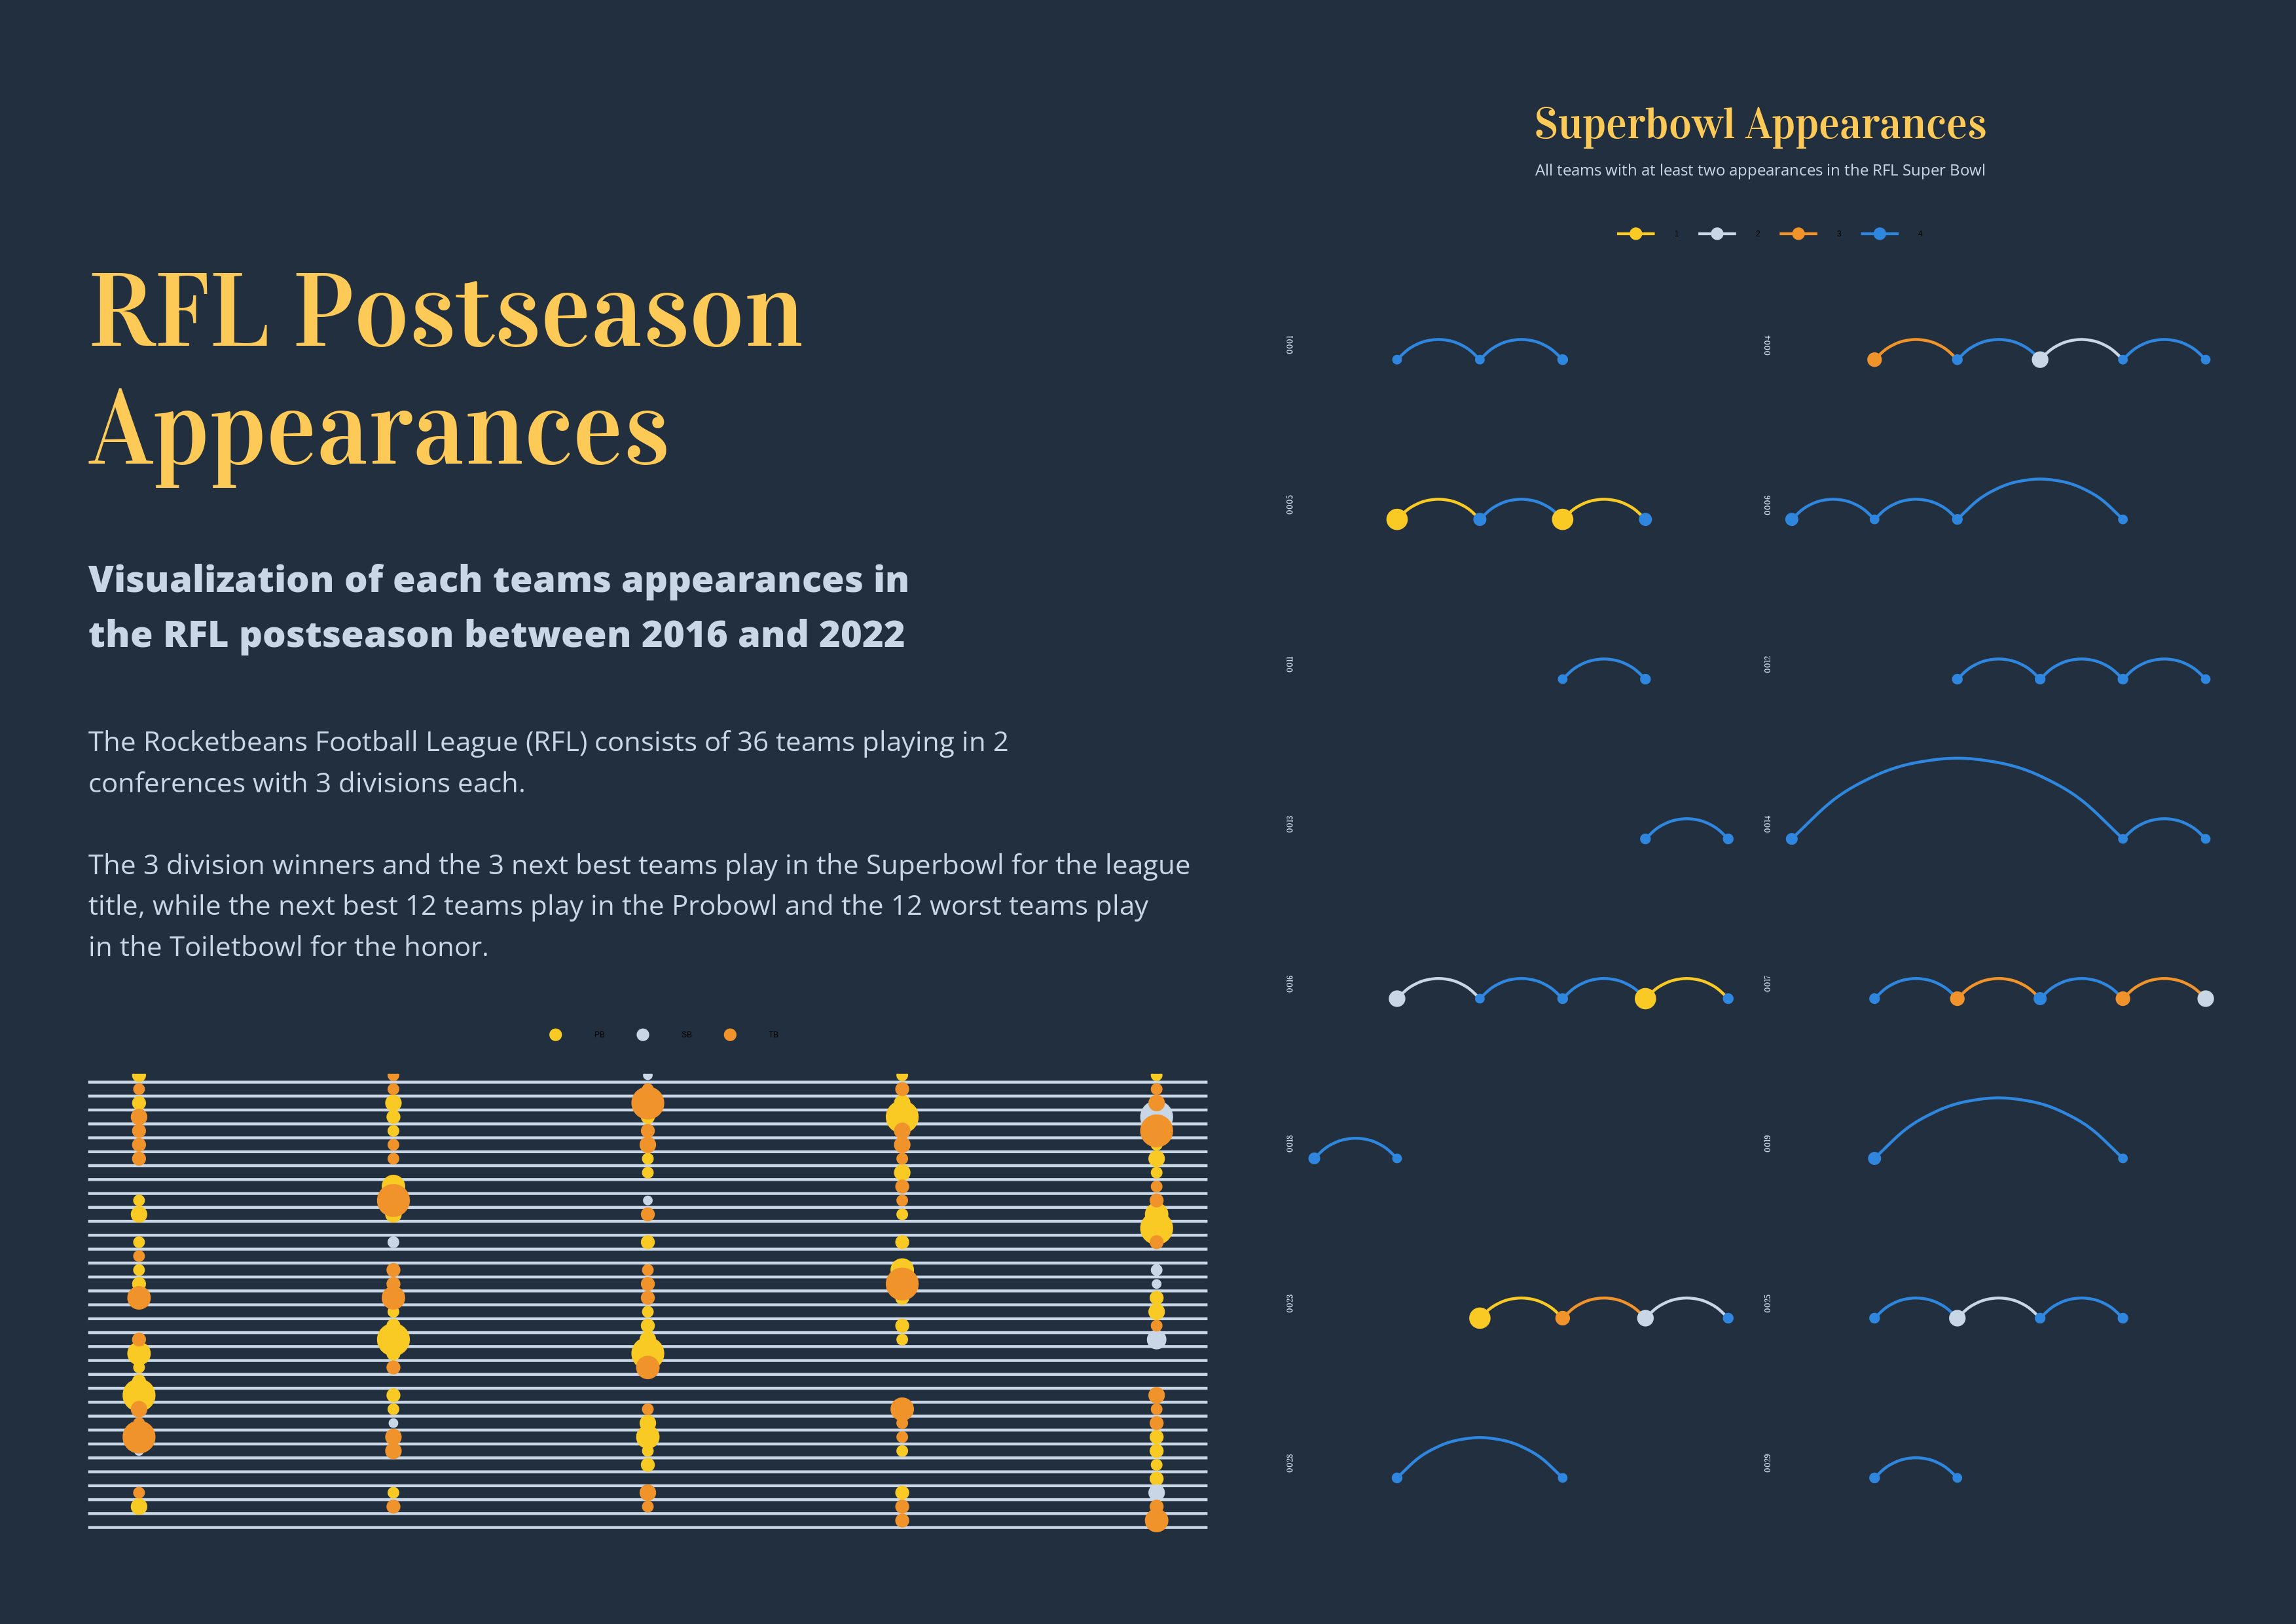 RFL Postseason
Appearances
Visualization of each teams appearances in
the RFL postseason between 2016 and 2022
The Rocketbeans Football League (RFL) consists of 36 teams playing in 2
conferences with 3 divisions each.
The 3 division winners and the 3 next best teams play in the Superbowl for the league
title, while the next best 12 teams play in the Probowl and the 12 worst teams play
in the Toiletbowl for the honor.
PB SB TB
Superbowl Appearances
All teams with at least two appearances in the RFL Super Bowl
1 2 3 4
0001
0004
0005
0006
0011
0012
0013
0014
0016
0017
0018
0019
0023
0025
0028
0029